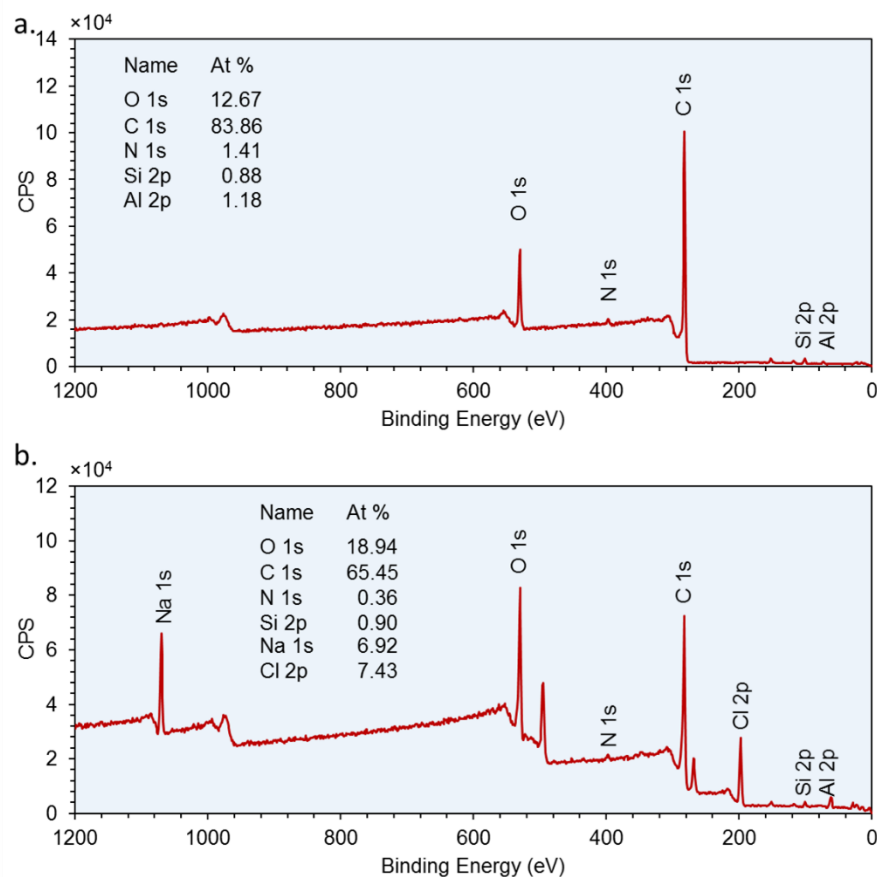 a.
×10⁴
14
12
10
8
6
4
2
0
CPS
Name At %
O 1s 12.67
C 1s 83.86
N 1s 1.41
Si 2p 0.88
Al 2p 1.18
O 1s
N 1s
C 1s
Si 2p
Al 2p
1200 1000 800 600 400 200 0
Binding Energy (eV)
b.
×10⁴
12
10
8
6
4
2
0
CPS
Name At %
O 1s 18.94
C 1s 65.45
N 1s 0.36
Si 2p 0.90
Na 1s 6.92
Cl 2p 7.43
Na 1s
O 1s
N 1s
C 1s
Cl 2p
Si 2p
Al 2p
1200 1000 800 600 400 200 0
Binding Energy (eV)